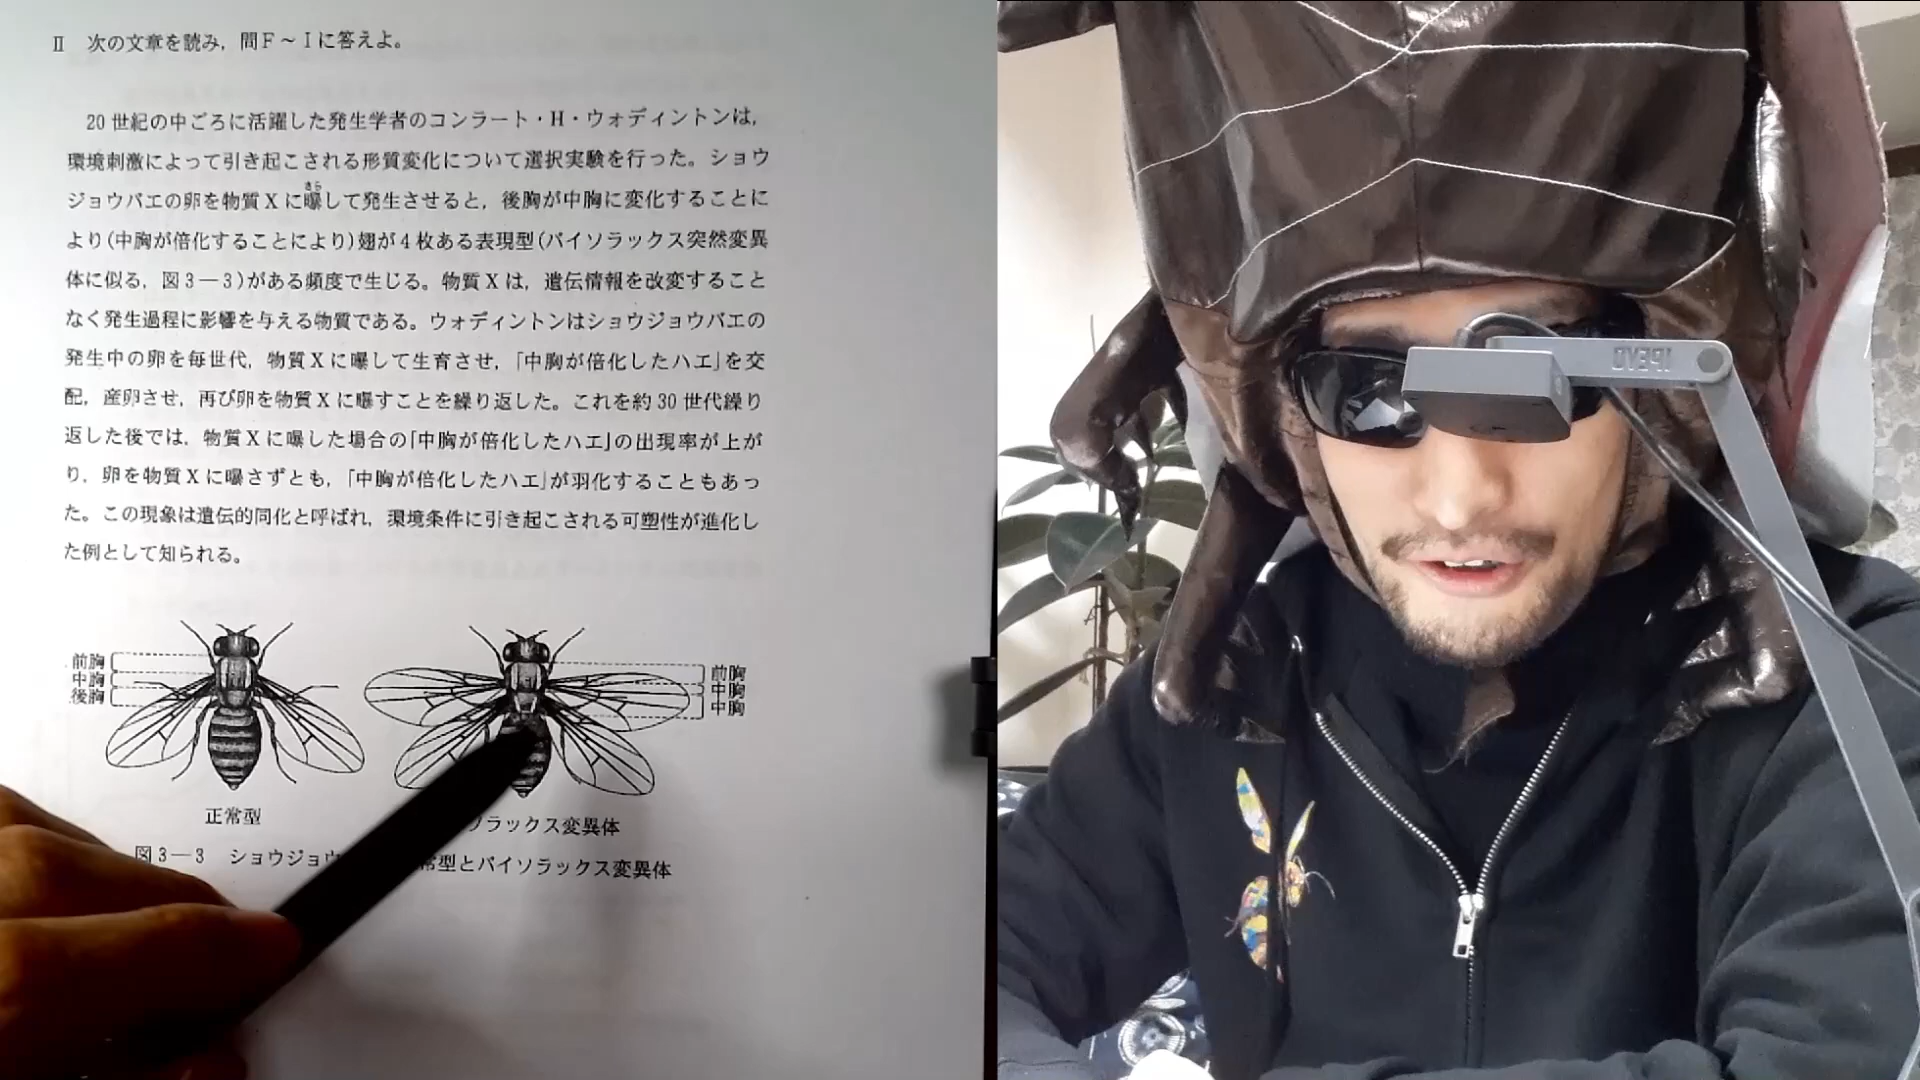 Ⅱ 次の文章を読み，問F～Iに答えよ。
20世紀の中ごろに活躍した発生学者のコンラート・H・ウォディントンは，
環境刺激によって引き起こされる形質変化について選択実験を行った。ショウ
ジョウバエの卵を物質Xに曝(さら)して発生させると，後胸が中胸に変化することに
より(中胸が倍化することにより)翅が4枚ある表現型(バイソラックス突然変異
体に似る，図3―3)がある頻度で生じる。物質Xは，遺伝情報を改変すること
なく発生過程に影響を与える物質である。ウォディントンはショウジョウバエの
発生中の卵を毎世代，物質Xに曝して生育させ，「中胸が倍化したハエ」を交
配，産卵させ，再び卵を物質Xに曝すことを繰り返した。これを約30世代繰り
返した後では，物質Xに曝した場合の「中胸が倍化したハエ」の出現率が上が
り，卵を物質Xに曝さずとも，「中胸が倍化したハエ」が羽化することもあっ
た。この現象は遺伝的同化と呼ばれ，環境条件に引き起こされる可塑性が進化し
た例として知られる。
前胸
中胸
後胸
前胸
中胸
中胸
正常型
ソラックス変異体
図3―3 ショウジョウ 常型とバイソラックス変異体